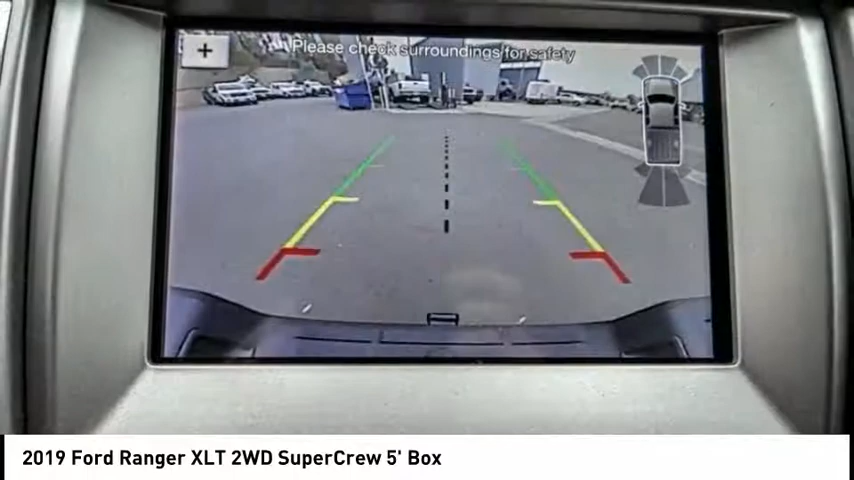 +
Please check surroundings for safety
2019 Ford Ranger XLT 2WD SuperCrew 5' Box